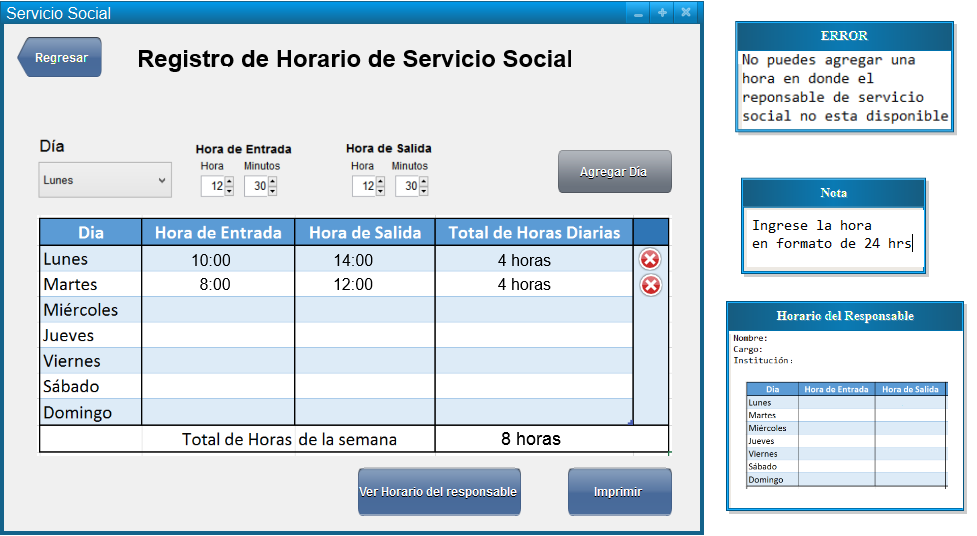 Servicio Social
Regresar
Registro de Horario de Servicio Social
Día
Hora de Entrada
Hora de Salida
Hora Minutos
Hora Minutos
Lunes
12 30
12 30
Agregar Día
Dia Hora de Entrada Hora de Salida Total de Horas Diarias
Lunes 10:00 14:00 4 horas
Martes 8:00 12:00 4 horas
Miércoles
Jueves
Viernes
Sábado
Domingo
Total de Horas de la semana 8 horas
Ver Horario del responsable
Imprimir
ERROR
No puedes agregar una
hora en donde el
reponsable de servicio
social no esta disponible
Nota
Ingrese la hora
en formato de 24 hrs
Horario del Responsable
Nombre:
Cargo:
Institución:
Dia Hora de Entrada Hora de Salida
Lunes
Martes
Miércoles
Jueves
Viernes
Sábado
Domingo